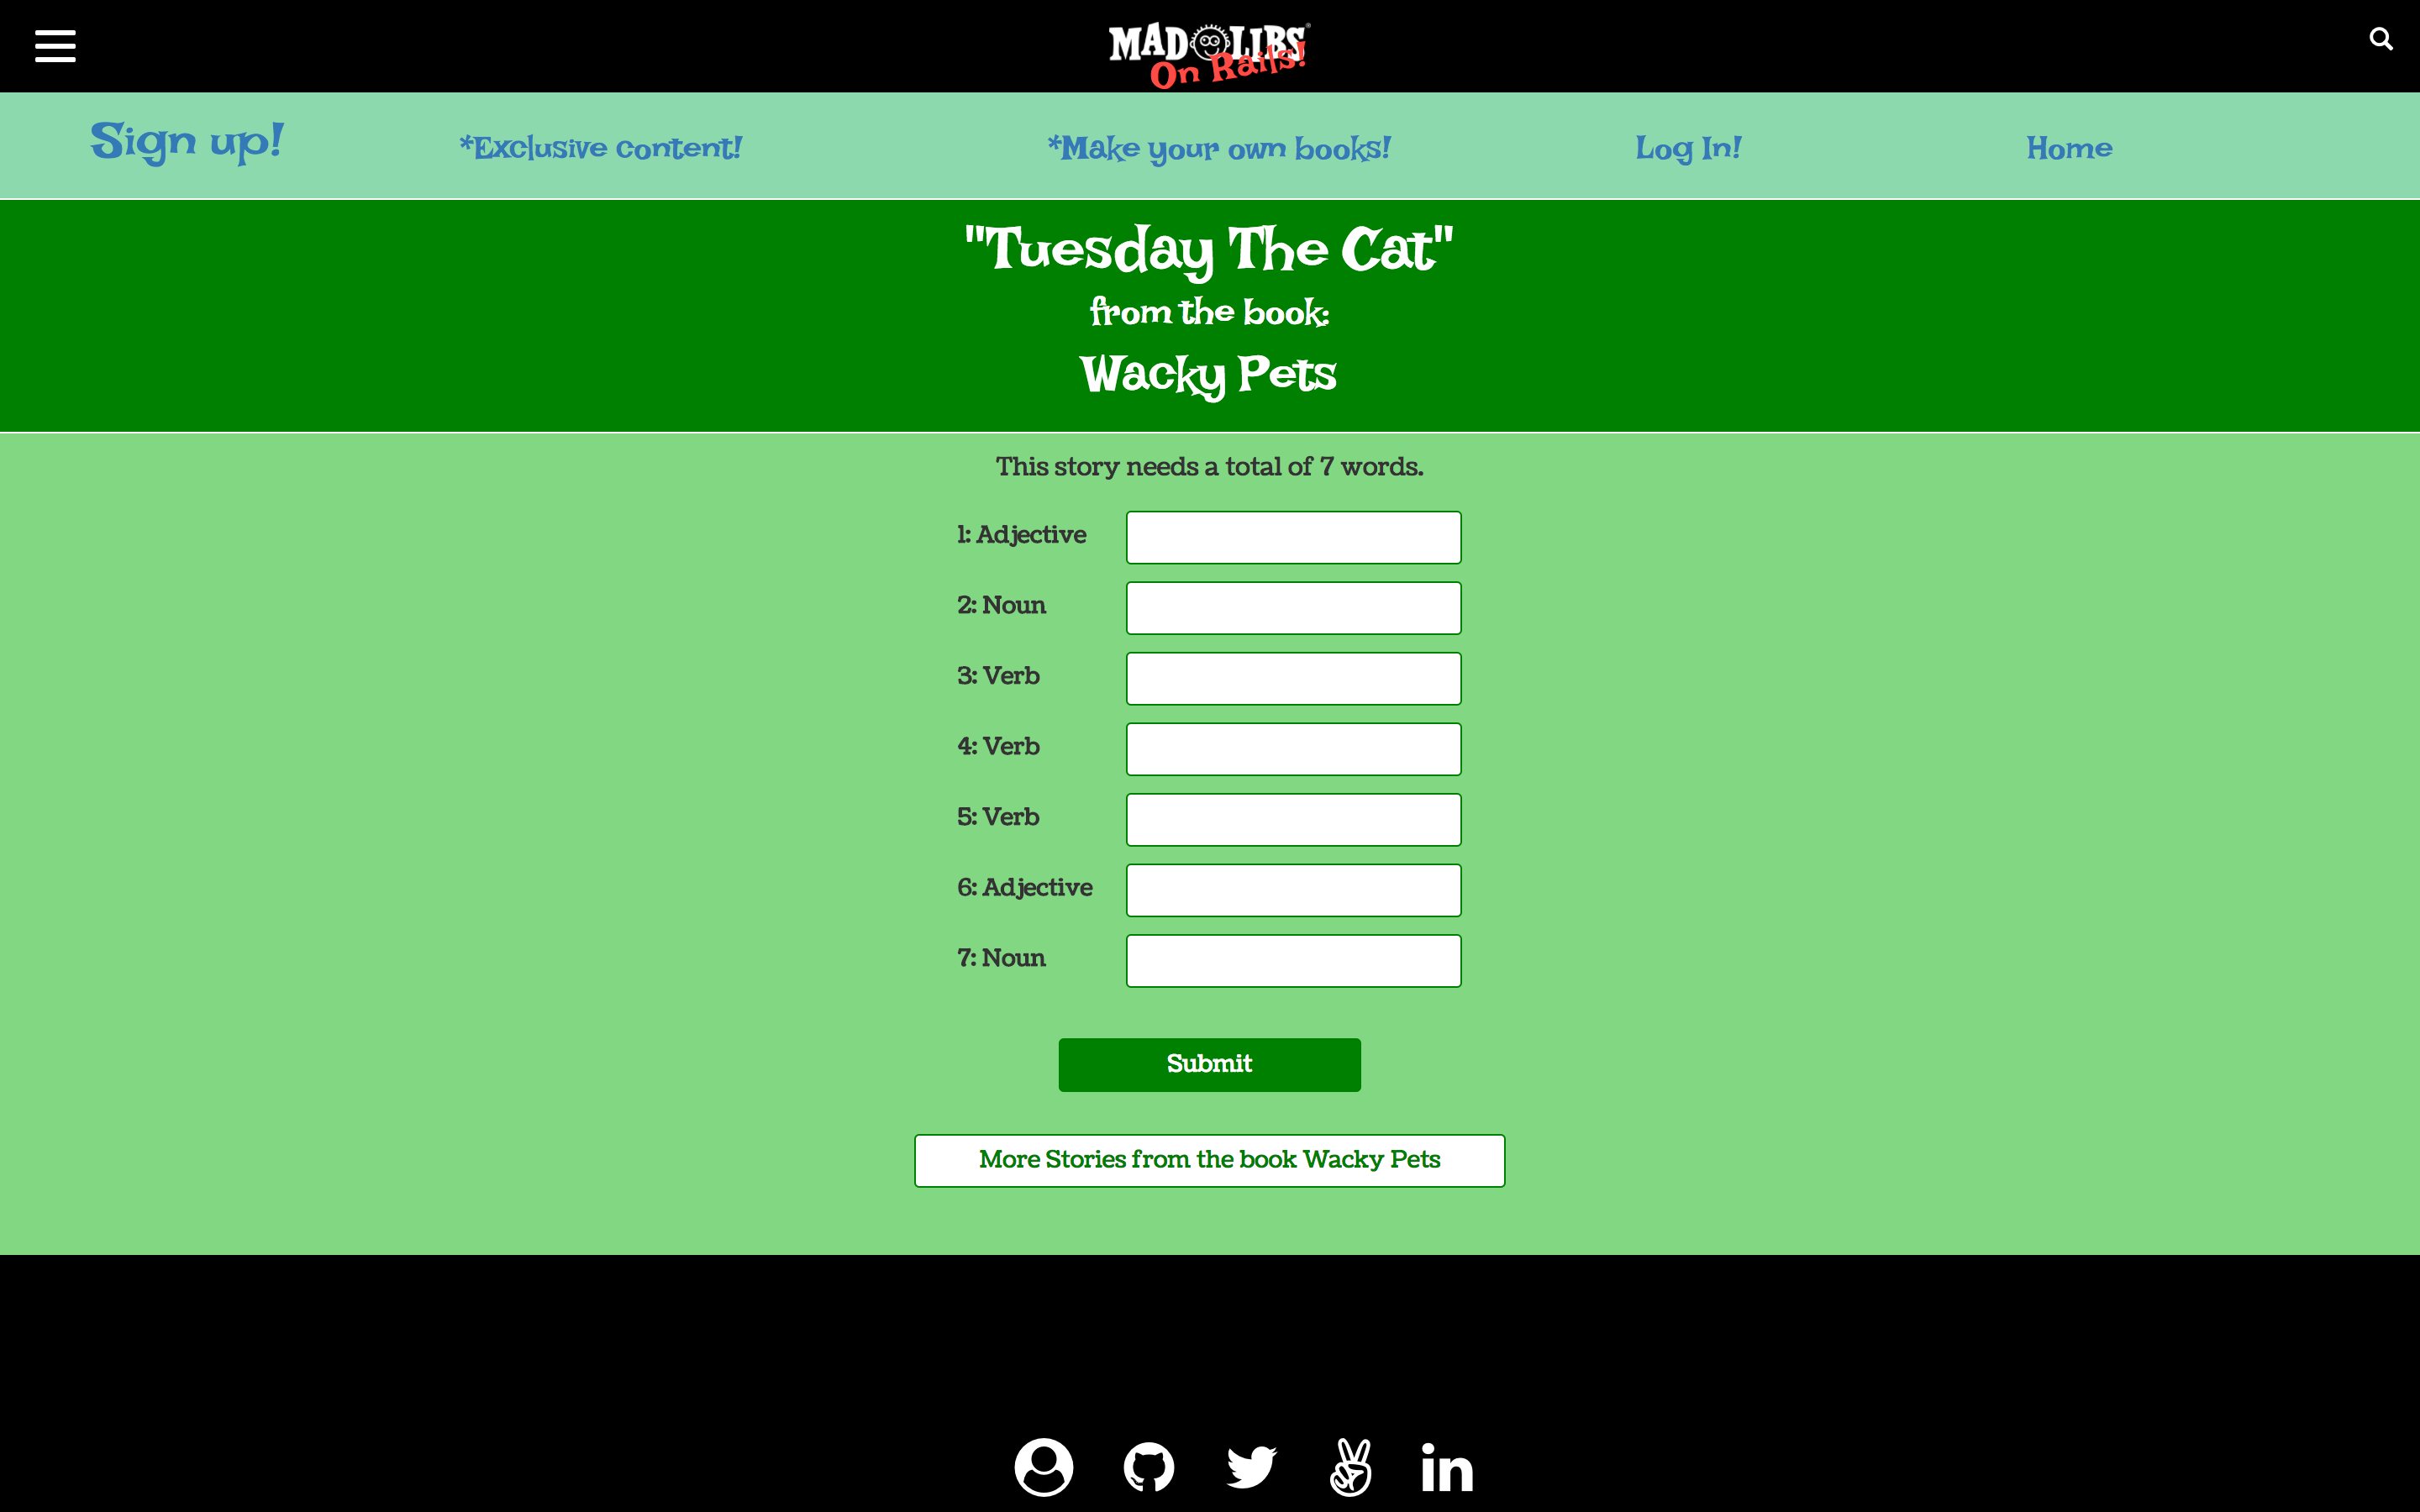 MAD LIBS®
On Rails!
Sign up! *Exclusive content! *Make your own books! Log In! Home
"Tuesday The Cat"
from the book:
Wacky Pets
This story needs a total of 7 words.
1: Adjective
2: Noun
3: Verb
4: Verb
5: Verb
6: Adjective
7: Noun
Submit
More Stories from the book Wacky Pets
in